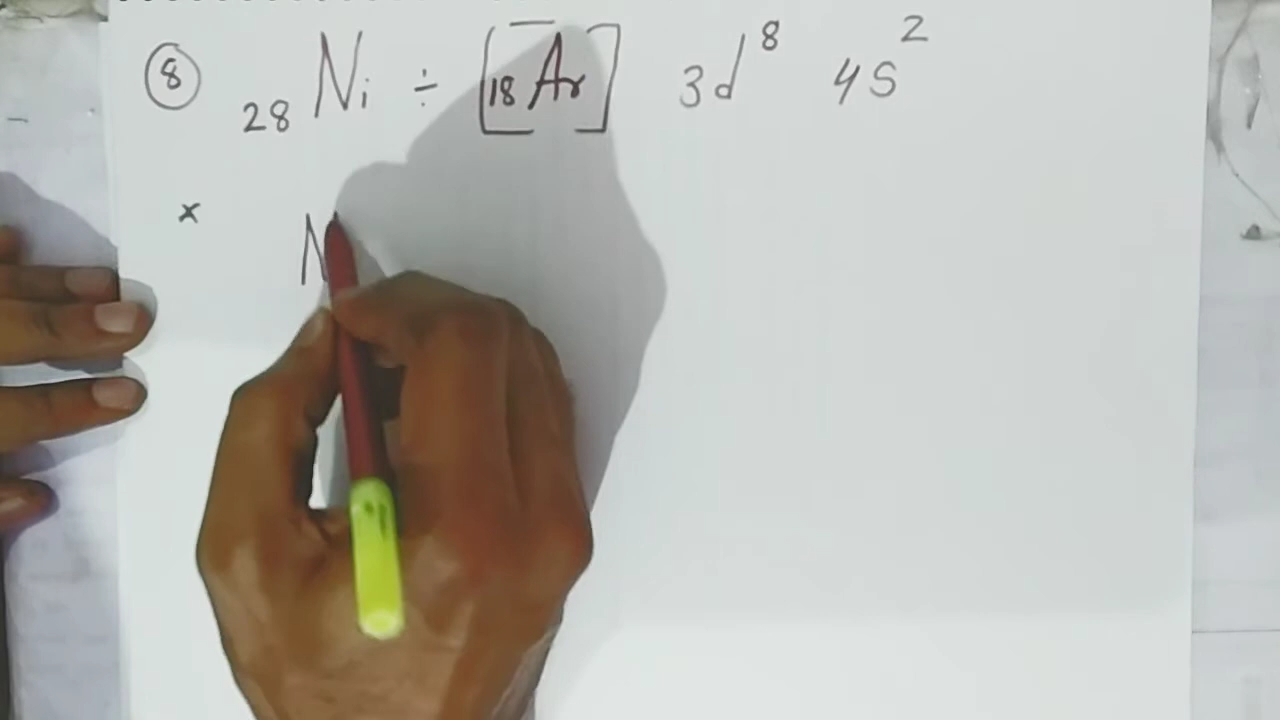 ⑧ ₂₈Ni ÷ [₁₈Ar] 3d⁸ 4s²
× N